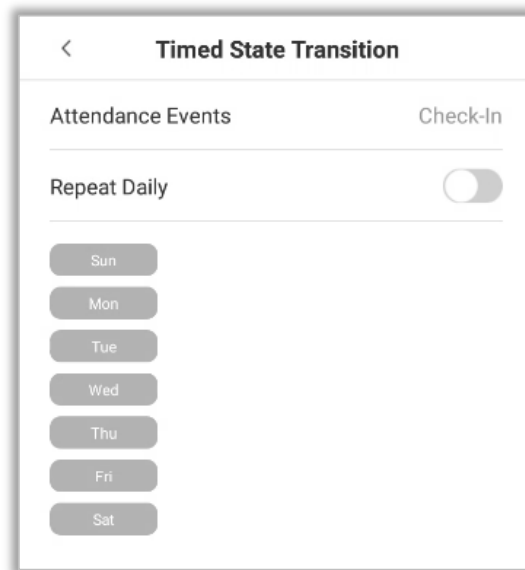 Timed State Transition
Attendance Events Check-In
Repeat Daily
Sun
Mon
Tue
Wed
Thu
Fri
Sat